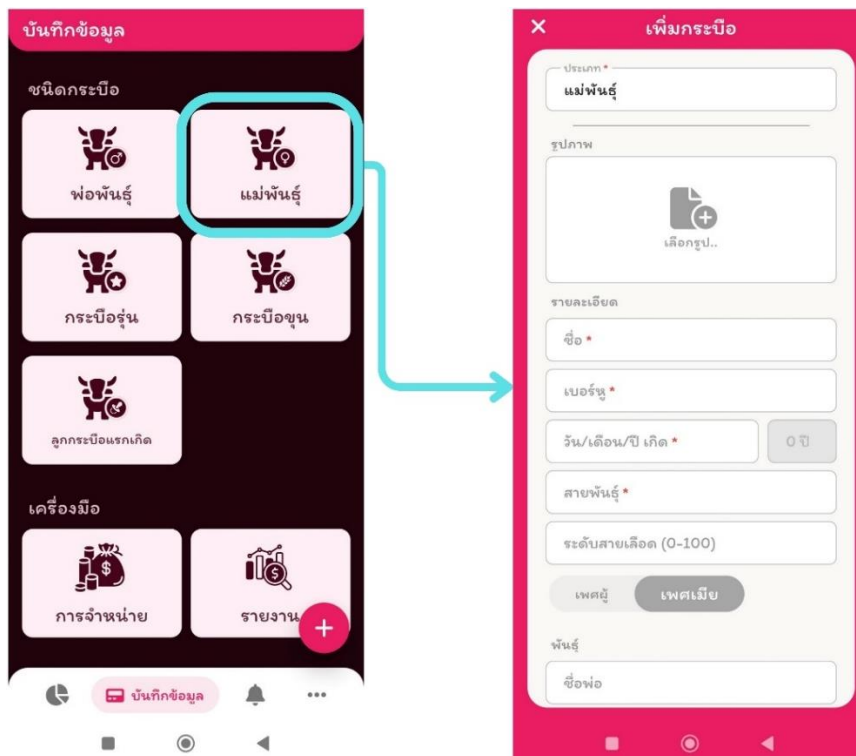 บันทึกข้อมูล
ชนิดกระบือ
พ่อพันธุ์
แม่พันธุ์
กระบือรุ่น
กระบือขุน
ลูกกระบือแรกเกิด
เครื่องมือ
การจำหน่าย
รายงาน
บันทึกข้อมูล
เพิ่มกระบือ
ประเภท *
แม่พันธุ์
รูปภาพ
เลือกรูป..
รายละเอียด
ชื่อ *
เบอร์หู *
วัน/เดือน/ปี เกิด *
0 ปี
สายพันธุ์ *
ระดับสายเลือด (0-100)
เพศผู้
เพศเมีย
พันธุ์
ชื่อพ่อ